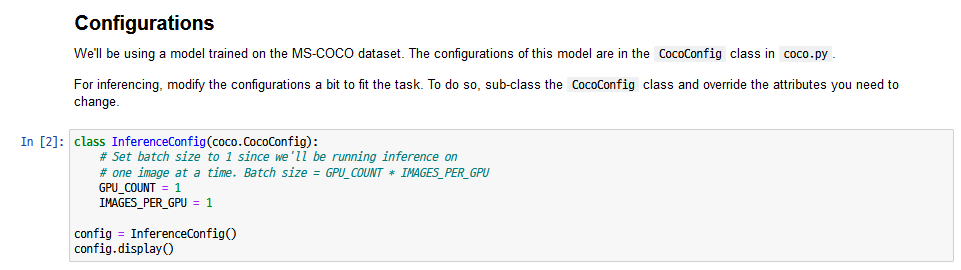 Configurations
We'll be using a model trained on the MS-COCO dataset. The configurations of this model are in the CocoConfig class in coco.py .
For inferencing, modify the configurations a bit to fit the task. To do so, sub-class the CocoConfig class and override the attributes you need to
change.
In [2]: class InferenceConfig(coco.CocoConfig):
    # Set batch size to 1 since we'll be running inference on
    # one image at a time. Batch size = GPU_COUNT * IMAGES_PER_GPU
    GPU_COUNT = 1
    IMAGES_PER_GPU = 1
config = InferenceConfig()
config.display()